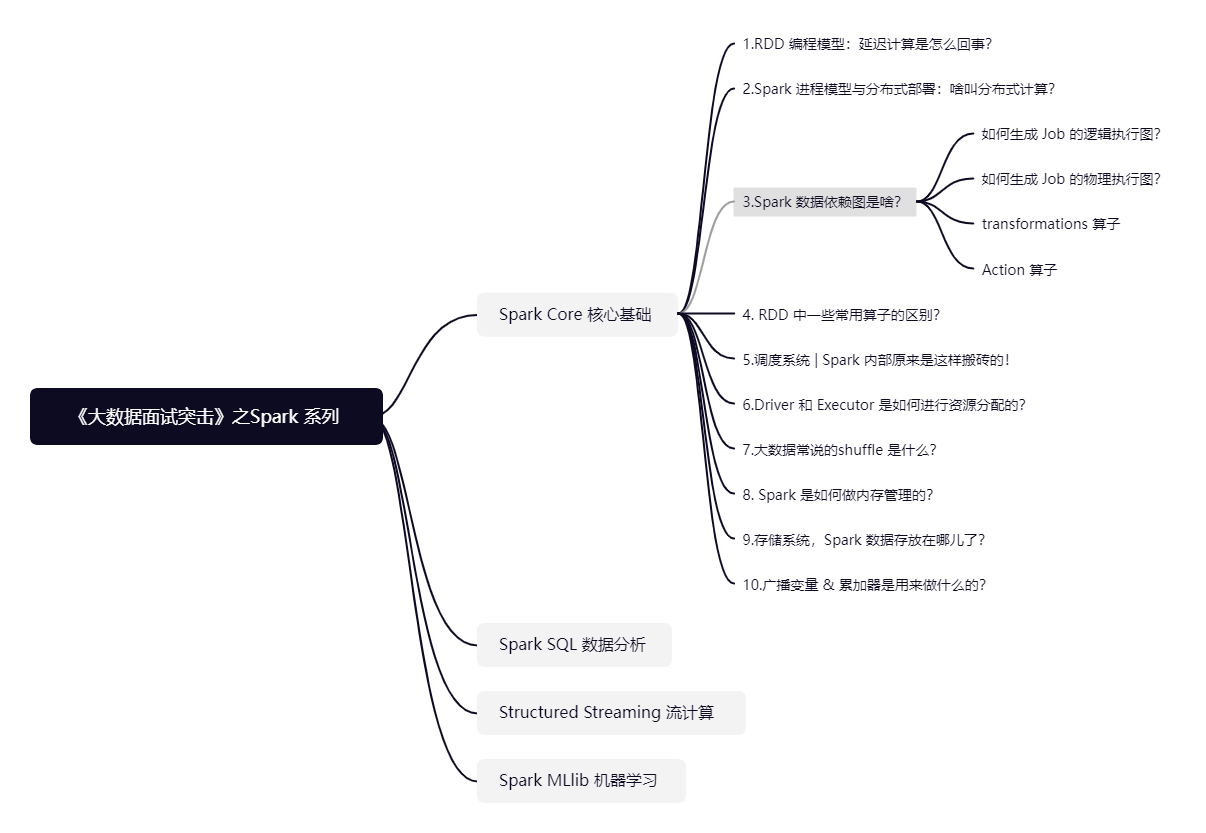 《大数据面试突击》之Spark 系列
Spark Core 核心基础
1.RDD 编程模型：延迟计算是怎么回事？
2.Spark 进程模型与分布式部署：啥叫分布式计算？
3.Spark 数据依赖图是啥？
如何生成 Job 的逻辑执行图？
如何生成 Job 的物理执行图？
transformations 算子
Action 算子
4. RDD 中一些常用算子的区别？
5.调度系统 | Spark 内部原来是这样搬砖的！
6.Driver 和 Executor 是如何进行资源分配的？
7.大数据常说的shuffle 是什么？
8. Spark 是如何做内存管理的？
9.存储系统，Spark 数据存放在哪儿了？
10.广播变量 & 累加器是用来做什么的？
Spark SQL 数据分析
Structured Streaming 流计算
Spark MLlib 机器学习